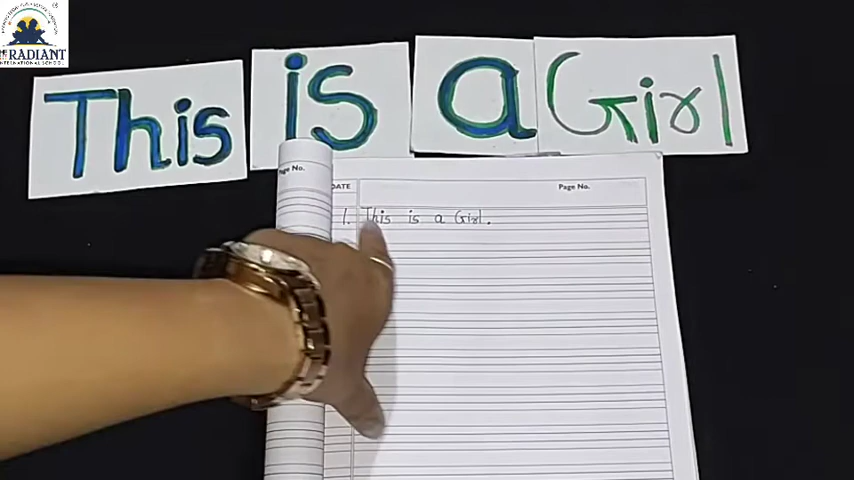 RADIANT
This is a Girl
Page No.
DATE Page No.
1. This is a Girl.